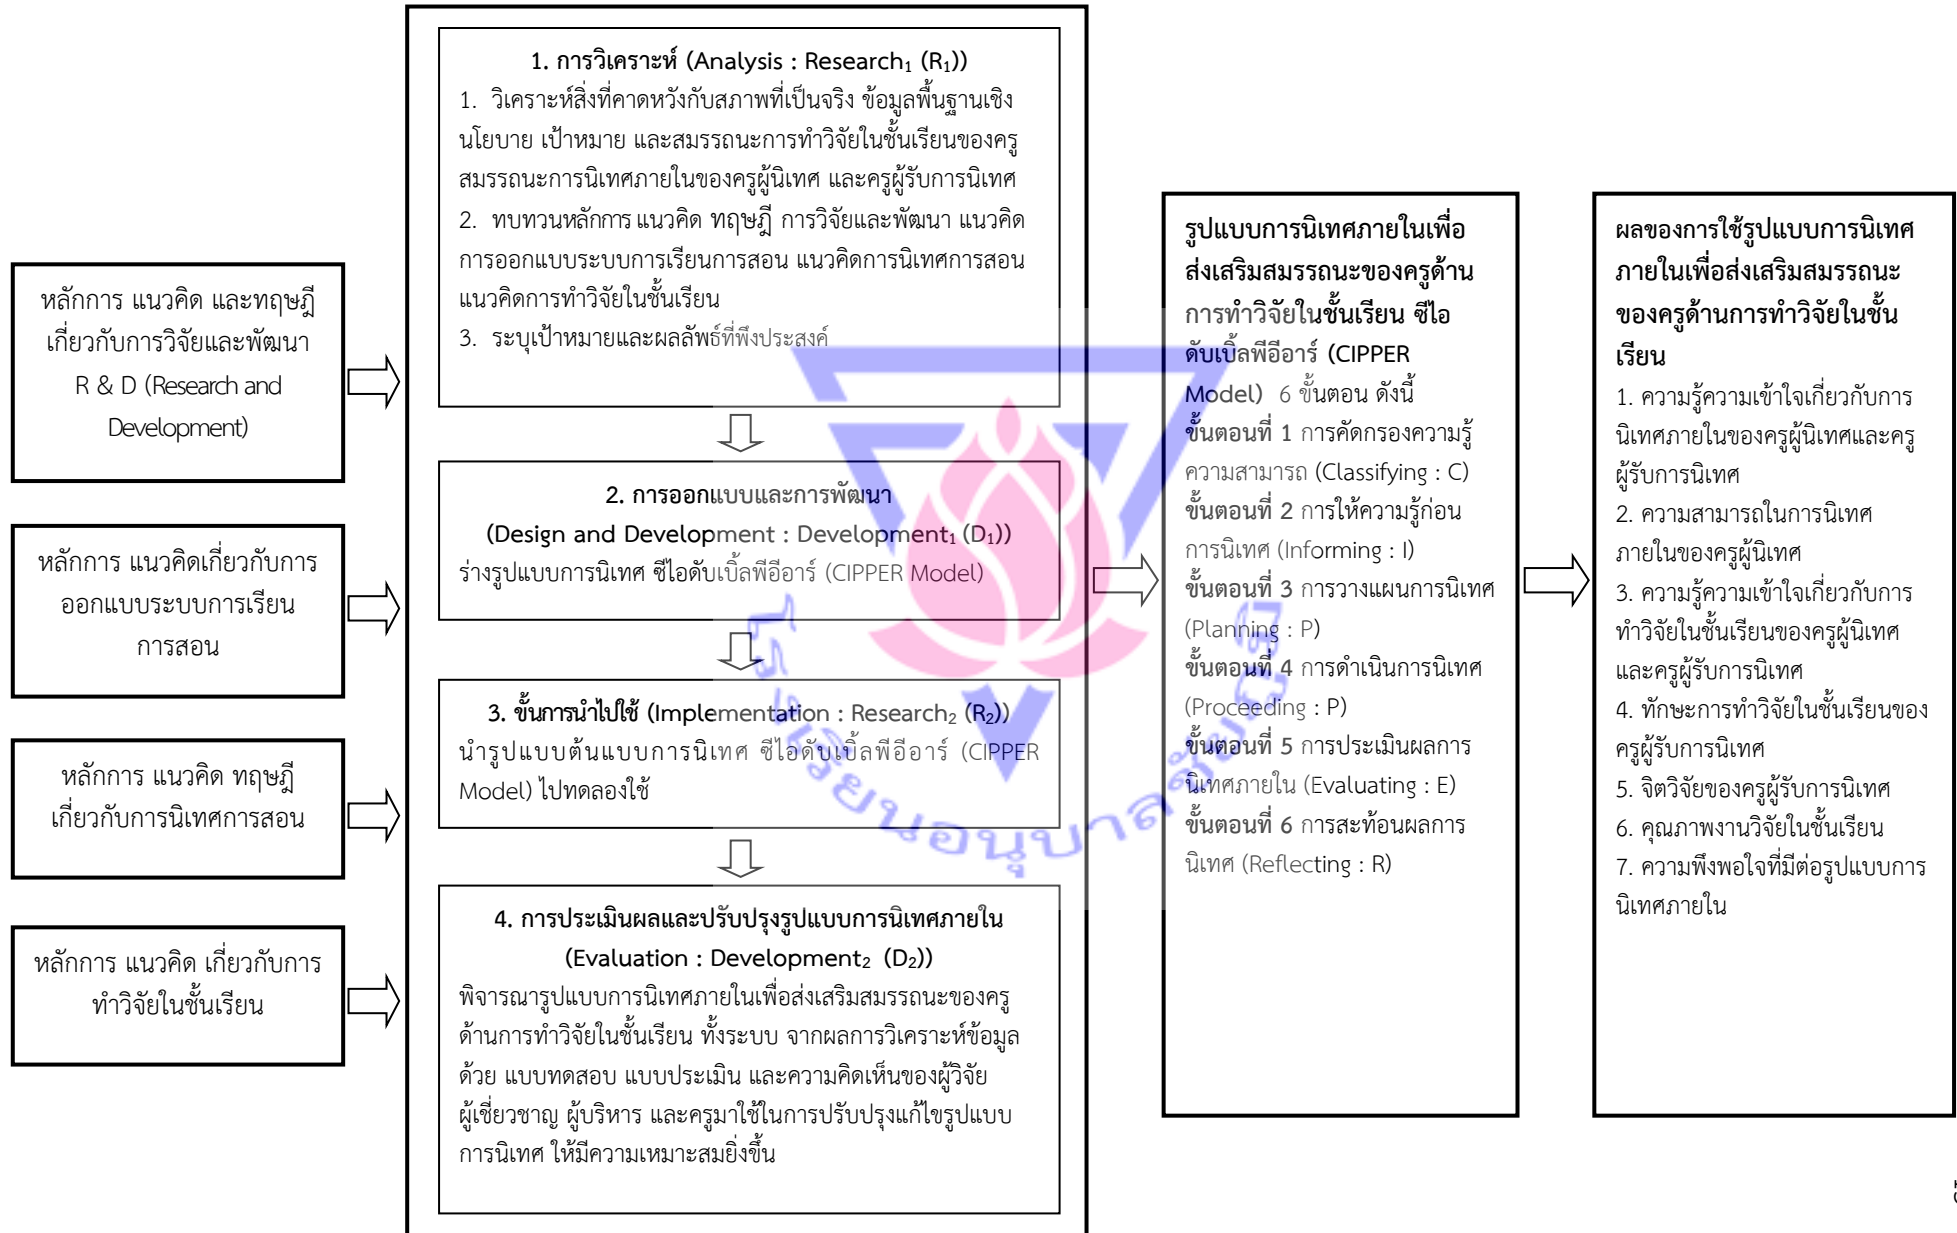 หลักการ แนวคิด และทฤษฎี
เกี่ยวกับการวิจัยและพัฒนา
R & D (Research and
Development)
หลักการ แนวคิดเกี่ยวกับการ
ออกแบบระบบการเรียน
การสอน
หลักการ แนวคิด ทฤษฎี
เกี่ยวกับการนิเทศการสอน
หลักการ แนวคิด เกี่ยวกับการ
ทำวิจัยในชั้นเรียน
1. การวิเคราะห์ (Analysis : Research₁ (R₁))
1. วิเคราะห์สิ่งที่คาดหวังกับสภาพที่เป็นจริง ข้อมูลพื้นฐานเชิง
นโยบาย เป้าหมาย และสมรรถนะการทำวิจัยในชั้นเรียนของครู
สมรรถนะการนิเทศภายในของครูผู้นิเทศ และครูผู้รับการนิเทศ
2. ทบทวนหลักการ แนวคิด ทฤษฎี การวิจัยและพัฒนา แนวคิด
การออกแบบระบบการเรียนการสอน แนวคิดการนิเทศการสอน
แนวคิดการทำวิจัยในชั้นเรียน
3. ระบุเป้าหมายและผลลัพธ์ที่พึงประสงค์
2. การออกแบบและการพัฒนา
(Design and Development : Development₁ (D₁))
ร่างรูปแบบการนิเทศ ซีไอดับเบิ้ลพีอีอาร์ (CIPPER Model)
3. ขั้นการนำไปใช้ (Implementation : Research₂ (R₂))
นำรูปแบบต้นแบบการนิเทศ ซีไอดับเบิ้ลพีอีอาร์ (CIPPER
Model) ไปทดลองใช้
4. การประเมินผลและปรับปรุงรูปแบบการนิเทศภายใน
(Evaluation : Development₂ (D₂))
พิจารณารูปแบบการนิเทศภายในเพื่อส่งเสริมสมรรถนะของครู
ด้านการทำวิจัยในชั้นเรียน ทั้งระบบ จากผลการวิเคราะห์ข้อมูล
ด้วย แบบทดสอบ แบบประเมิน และความคิดเห็นของผู้วิจัย
ผู้เชี่ยวชาญ ผู้บริหาร และครูมาใช้ในการปรับปรุงแก้ไขรูปแบบ
การนิเทศ ให้มีความเหมาะสมยิ่งขึ้น
รูปแบบการนิเทศภายในเพื่อ
ส่งเสริมสมรรถนะของครูด้าน
การทำวิจัยในชั้นเรียน ซีไอ
ดับเบิ้ลพีอีอาร์ (CIPPER
Model) 6 ขั้นตอน ดังนี้
ขั้นตอนที่ 1 การคัดกรองความรู้
ความสามารถ (Classifying : C)
ขั้นตอนที่ 2 การให้ความรู้ก่อน
การนิเทศ (Informing : I)
ขั้นตอนที่ 3 การวางแผนการนิเทศ
(Planning : P)
ขั้นตอนที่ 4 การดำเนินการนิเทศ
(Proceeding : P)
ขั้นตอนที่ 5 การประเมินผลการ
นิเทศภายใน (Evaluating : E)
ขั้นตอนที่ 6 การสะท้อนผลการ
นิเทศ (Reflecting : R)
ผลของการใช้รูปแบบการนิเทศ
ภายในเพื่อส่งเสริมสมรรถนะ
ของครูด้านการทำวิจัยในชั้น
เรียน
1. ความรู้ความเข้าใจเกี่ยวกับการ
นิเทศภายในของครูผู้นิเทศและครู
ผู้รับการนิเทศ
2. ความสามารถในการนิเทศ
ภายในของครูผู้นิเทศ
3. ความรู้ความเข้าใจเกี่ยวกับการ
ทำวิจัยในชั้นเรียนของครูผู้นิเทศ
และครูผู้รับการนิเทศ
4. ทักษะการทำวิจัยในชั้นเรียนของ
ครูผู้รับการนิเทศ
5. จิตวิจัยของครูผู้รับการนิเทศ
6. คุณภาพงานวิจัยในชั้นเรียน
7. ความพึงพอใจที่มีต่อรูปแบบการ
นิเทศภายใน
โรงเรียนอนุบาลชัยภูมิ